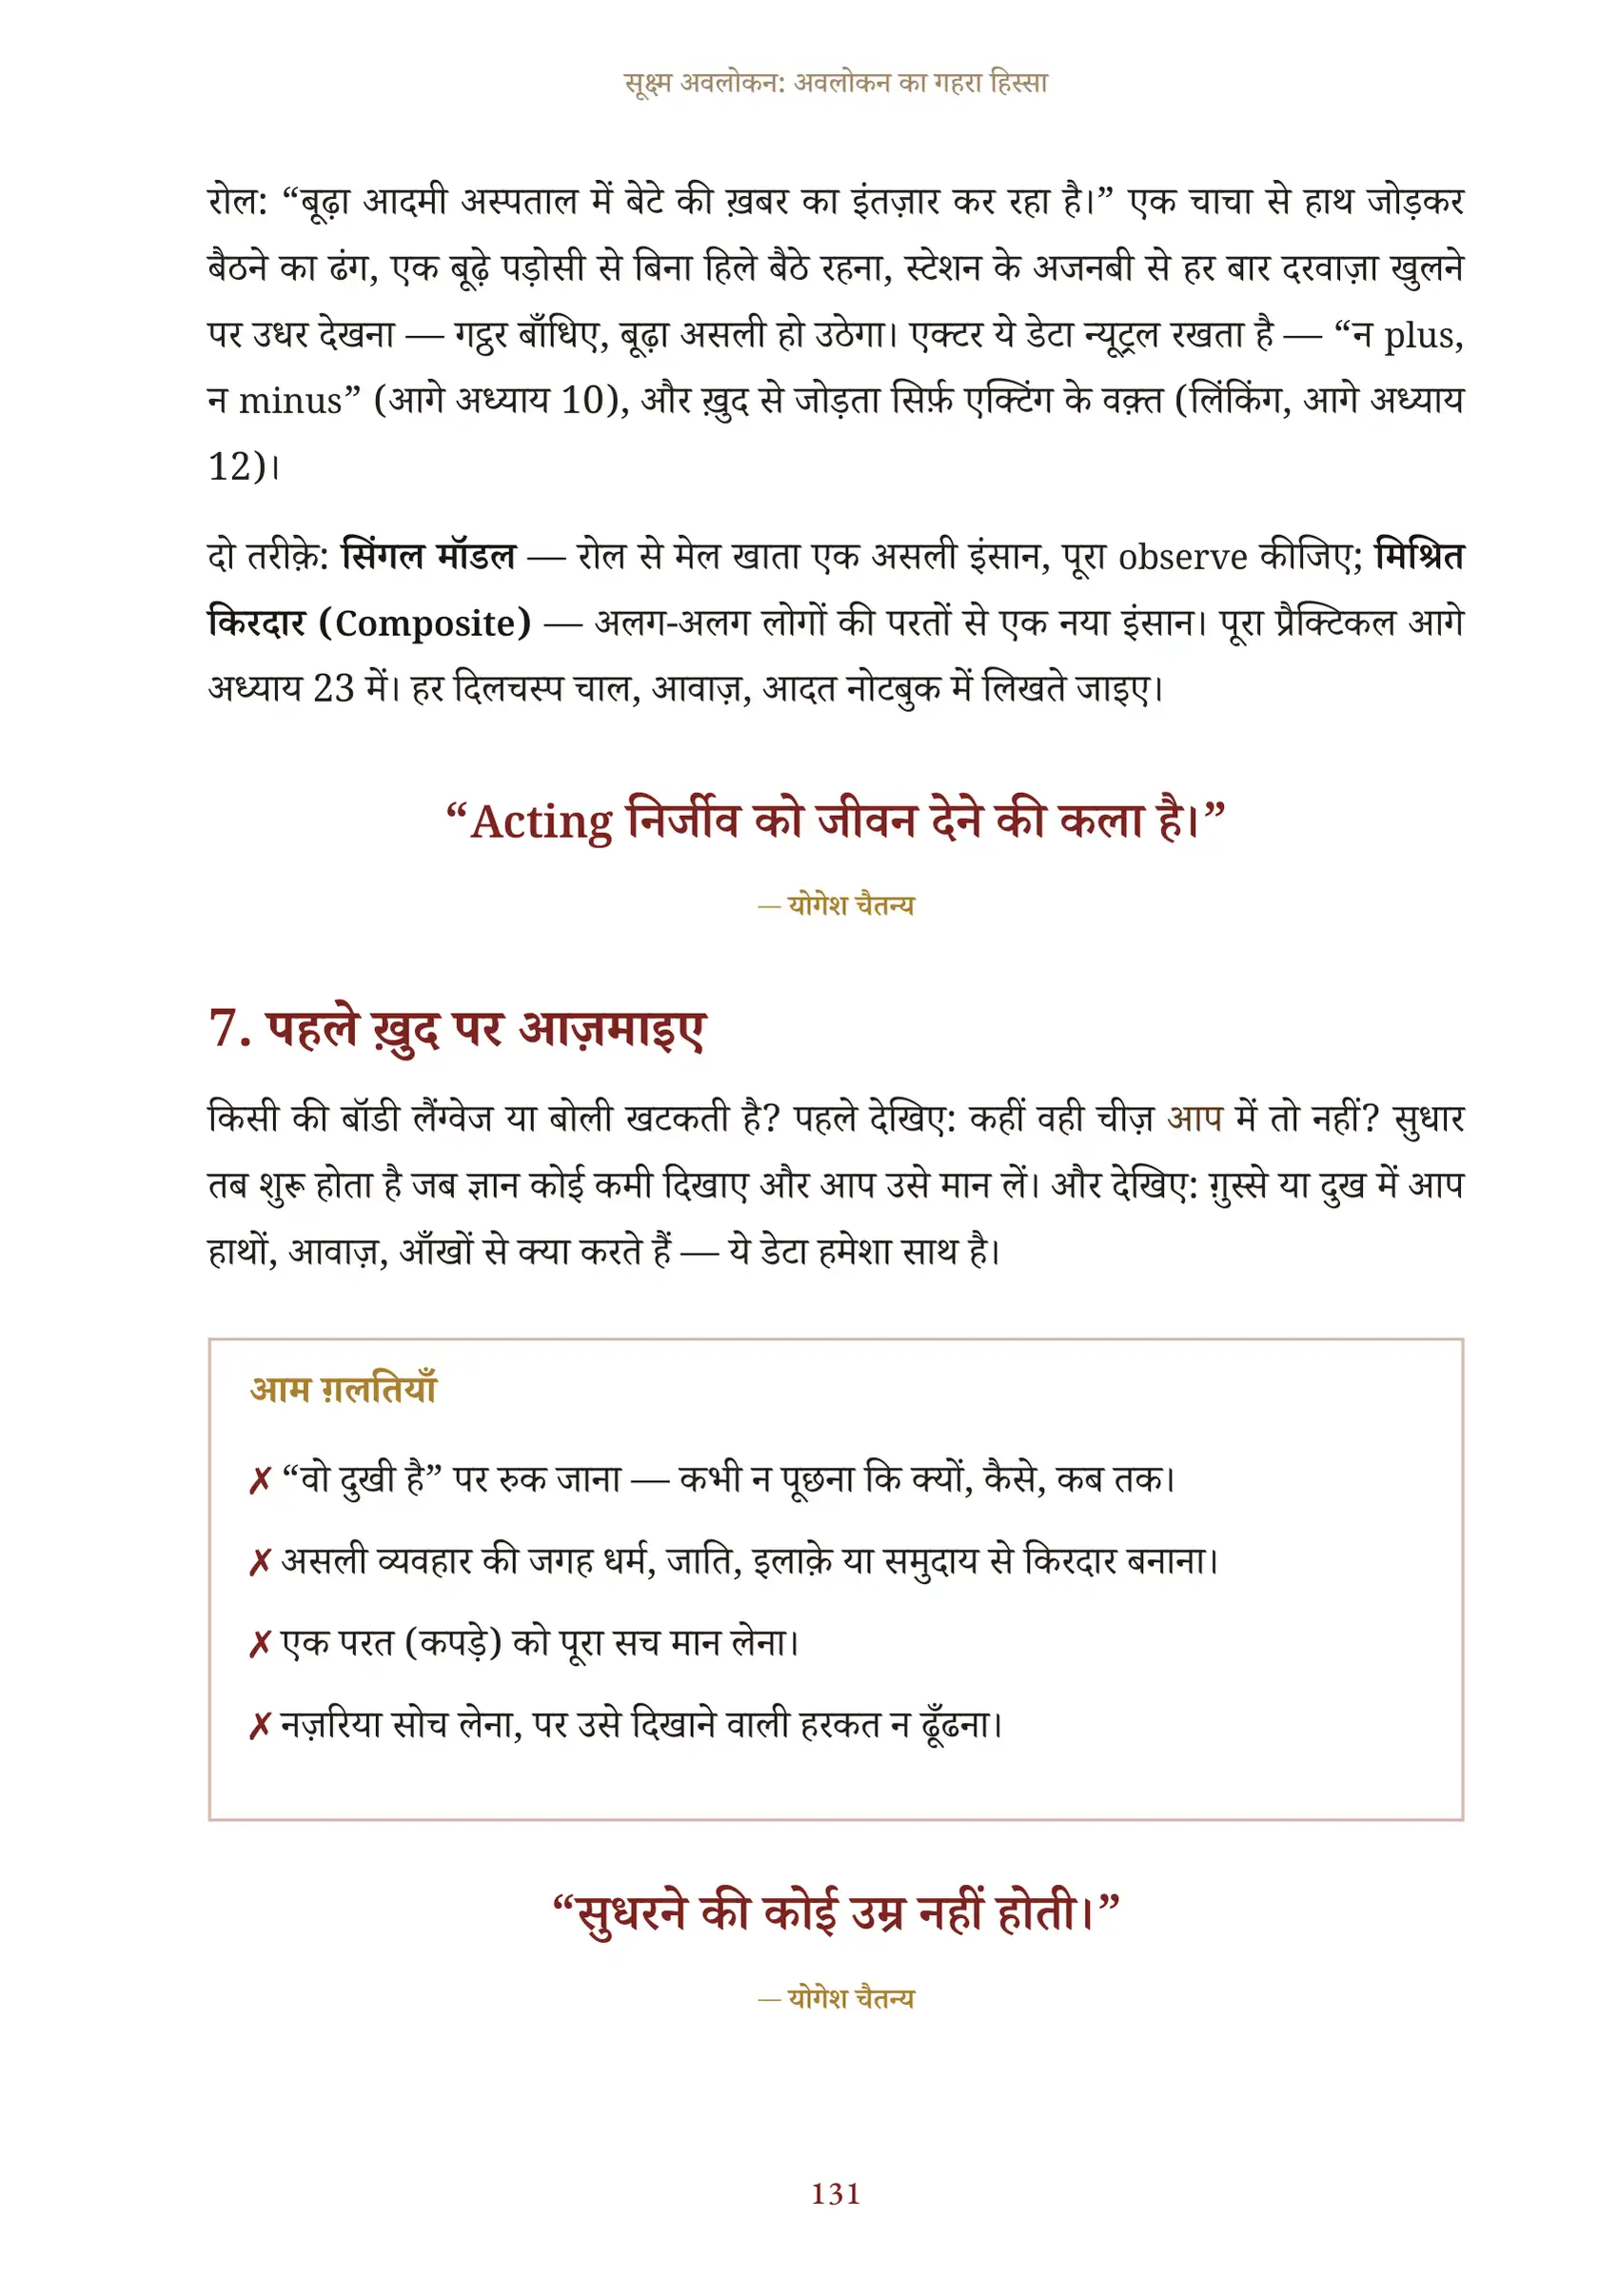 सूक्ष्म अवलोकन: अवलोकन का गहरा हिस्सा
रोल: “बूढ़ा आदमी अस्पताल में बेटे की ख़बर का इंतज़ार कर रहा है।” एक चाचा से हाथ जोड़कर
बैठने का ढंग, एक बूढ़े पड़ोसी से बिना हिले बैठे रहना, स्टेशन के अजनबी से हर बार दरवाज़ा खुलने
पर उधर देखना — गट्ठर बाँधिए, बूढ़ा असली हो उठेगा। एक्टर ये डेटा न्यूट्रल रखता है — “न plus,
न minus” (आगे अध्याय 10), और ख़ुद से जोड़ता सिर्फ़ एक्टिंग के वक़्त (लिंकिंग, आगे अध्याय
12)।
दो तरीक़े: सिंगल मॉडल — रोल से मेल खाता एक असली इंसान, पूरा observe कीजिए; मिश्रित
किरदार (Composite) — अलग-अलग लोगों की परतों से एक नया इंसान। पूरा प्रैक्टिकल आगे
अध्याय 23 में। हर दिलचस्प चाल, आवाज़, आदत नोटबुक में लिखते जाइए।
“Acting निर्जीव को जीवन देने की कला है।”
— योगेश चैतन्य
7. पहले ख़ुद पर आज़माइए
किसी की बॉडी लैंग्वेज या बोली खटकती है? पहले देखिए: कहीं वही चीज़ आप में तो नहीं? सुधार
तब शुरू होता है जब ज्ञान कोई कमी दिखाए और आप उसे मान लें। और देखिए: ग़ुस्से या दुख में आप
हाथों, आवाज़, आँखों से क्या करते हैं — ये डेटा हमेशा साथ है।
आम ग़लतियाँ
✗ “वो दुखी है” पर रुक जाना — कभी न पूछना कि क्यों, कैसे, कब तक।
✗ असली व्यवहार की जगह धर्म, जाति, इलाक़े या समुदाय से किरदार बनाना।
✗ एक परत (कपड़े) को पूरा सच मान लेना।
✗ नज़रिया सोच लेना, पर उसे दिखाने वाली हरकत न ढूँढना।
“सुधरने की कोई उम्र नहीं होती।”
— योगेश चैतन्य
131